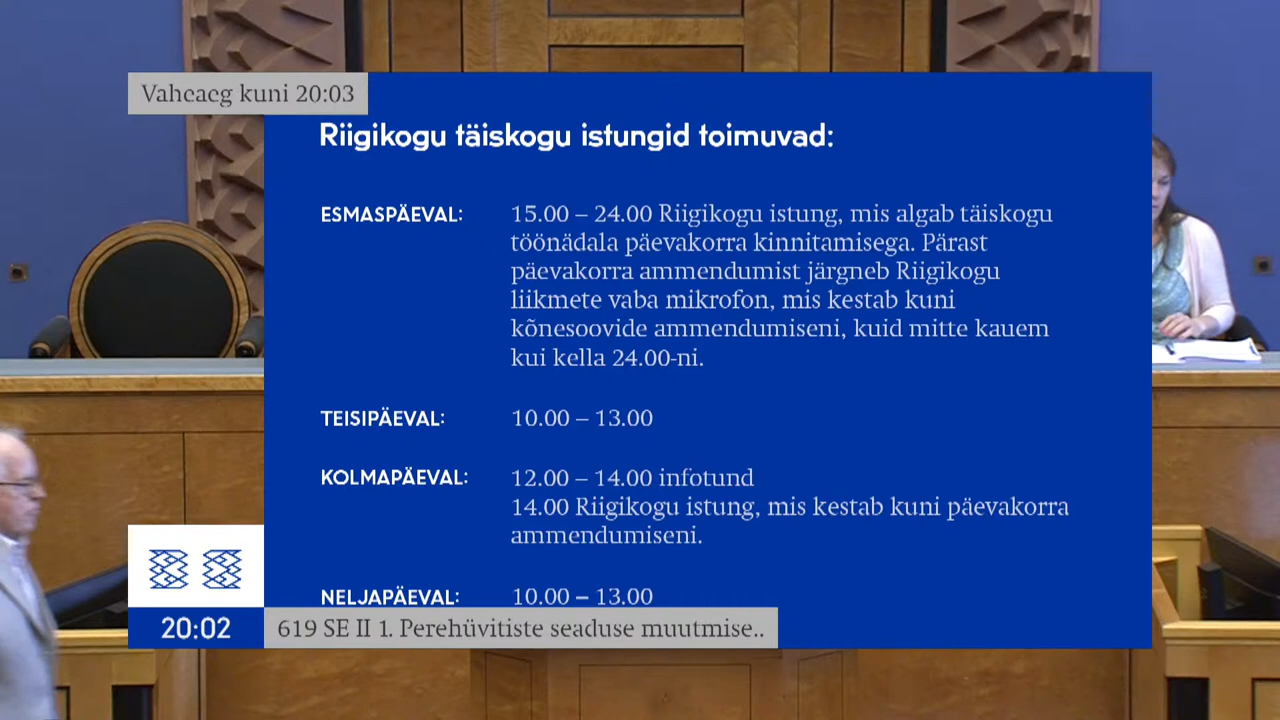 Vaheaeg kuni 20:03
Riigikogu täiskogu istungid toimuvad:
ESMASPÄEVAL: 15.00 – 24.00 Riigikogu istung, mis algab täiskogu
töönädala päevakorra kinnitamisega. Pärast
päevakorra ammendumist järgneb Riigikogu
liikmete vaba mikrofon, mis kestab kuni
kõnesoovide ammendumiseni, kuid mitte kauem
kui kella 24.00-ni.
TEISIPÄEVAL: 10.00 – 13.00
KOLMAPÄEVAL: 12.00 – 14.00 infotund
14.00 Riigikogu istung, mis kestab kuni päevakorra
ammendumiseni.
NELJAPÄEVAL: 10.00 – 13.00
20:02 619 SE II 1. Perehüvitiste seaduse muutmise..